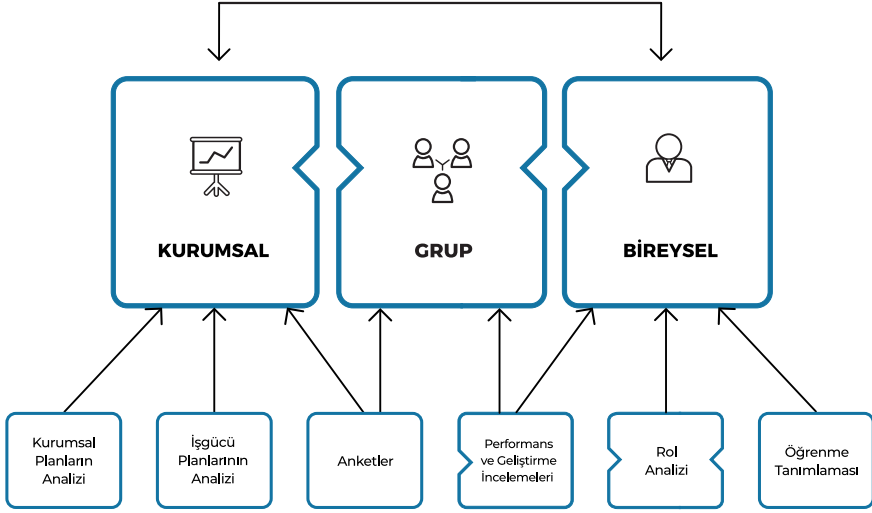 KURUMSAL
GRUP
BİREYSEL
Kurumsal
Planların
Analizi
İşgücü
Planlarının
Analizi
Anketler
Performans
ve Geliştirme
İncelemeleri
Rol
Analizi
Öğrenme
Tanımlaması